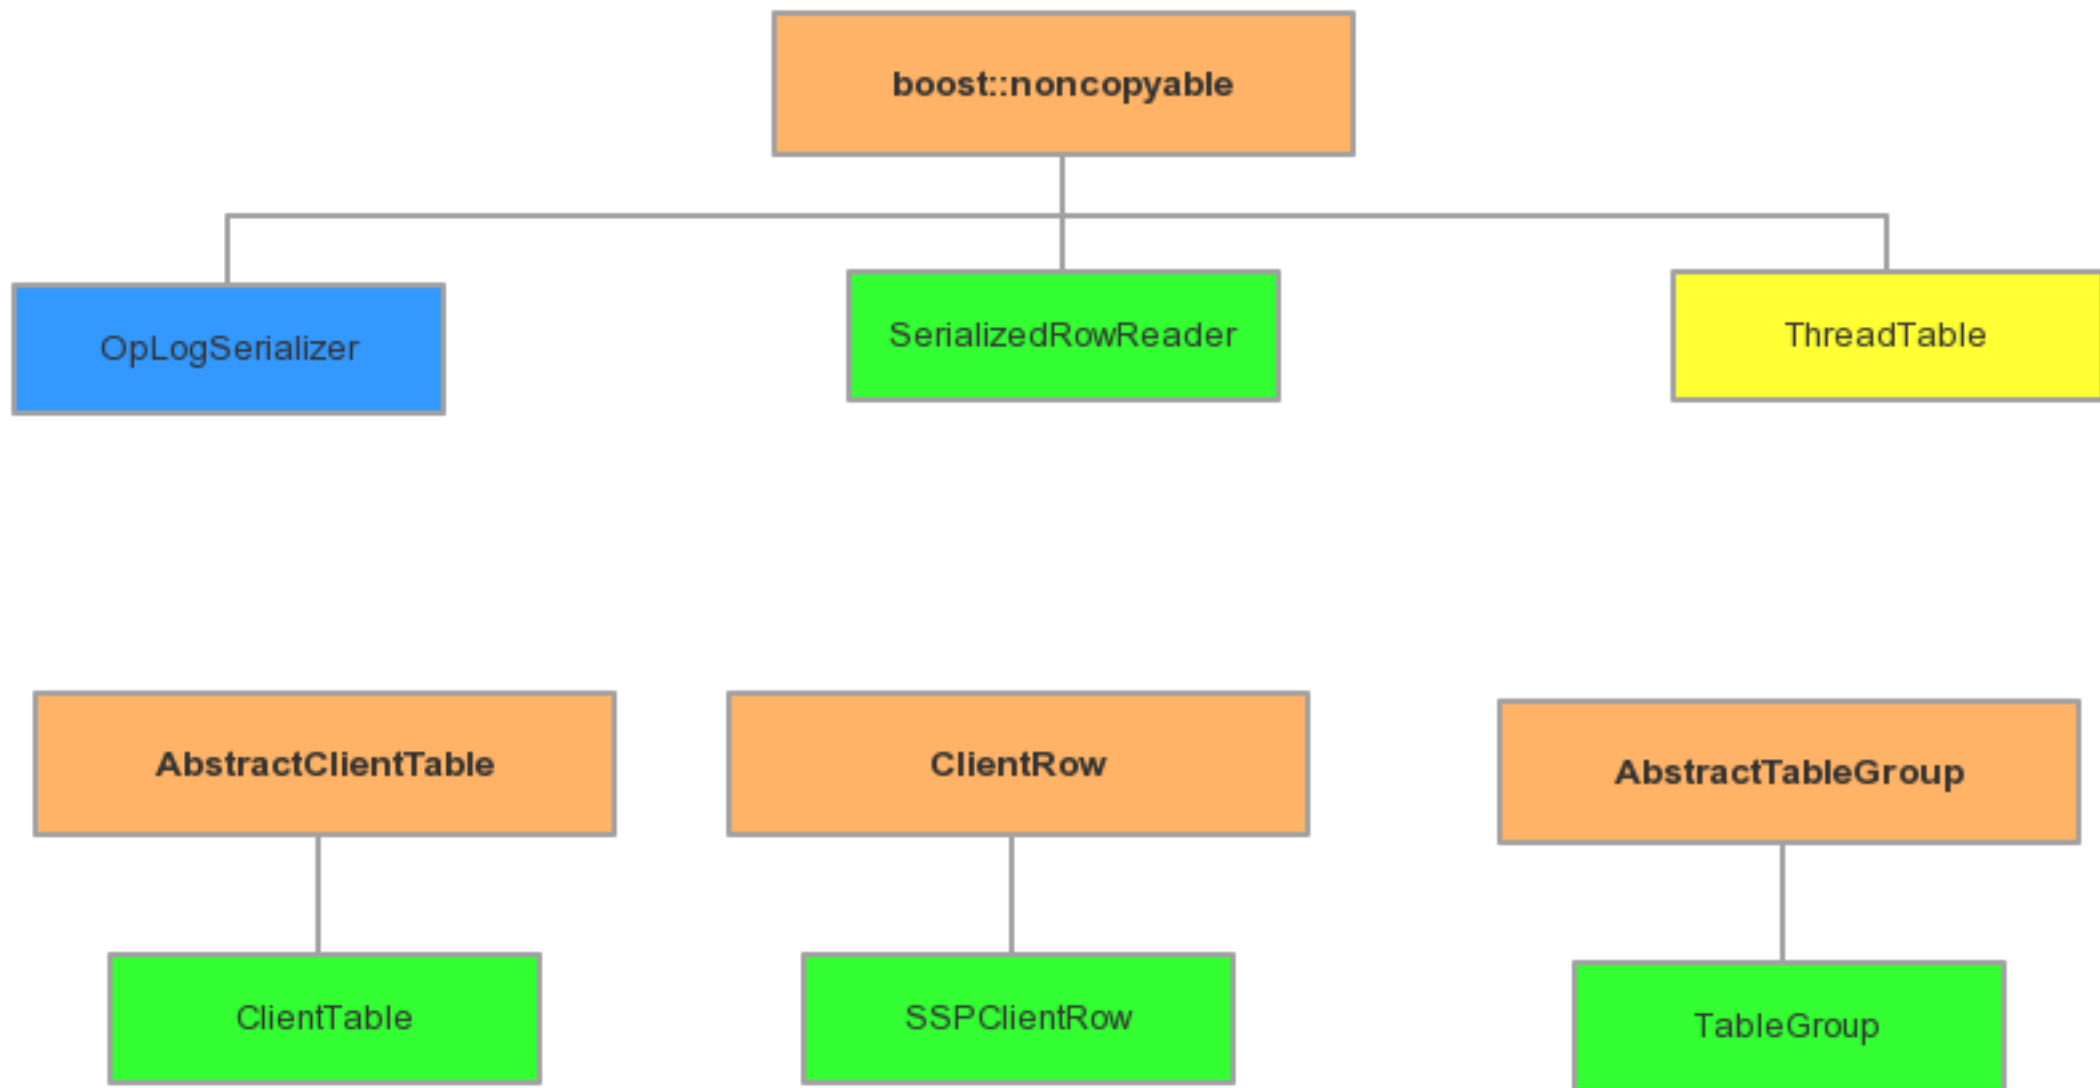 boost::noncopyable
OpLogSerializer
SerializedRowReader
ThreadTable
AbstractClientTable
ClientRow
AbstractTableGroup
ClientTable
SSPClientRow
TableGroup